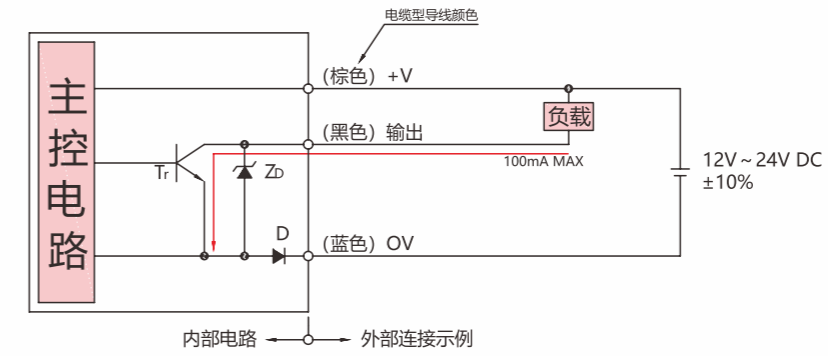 电缆型导线颜色
主控电路
(棕色) +V
负载
(黑色) 输出
100mA MAX
12V~24V DC
±10%
Tr
ZD
D
(蓝色) OV
内部电路
外部连接示例